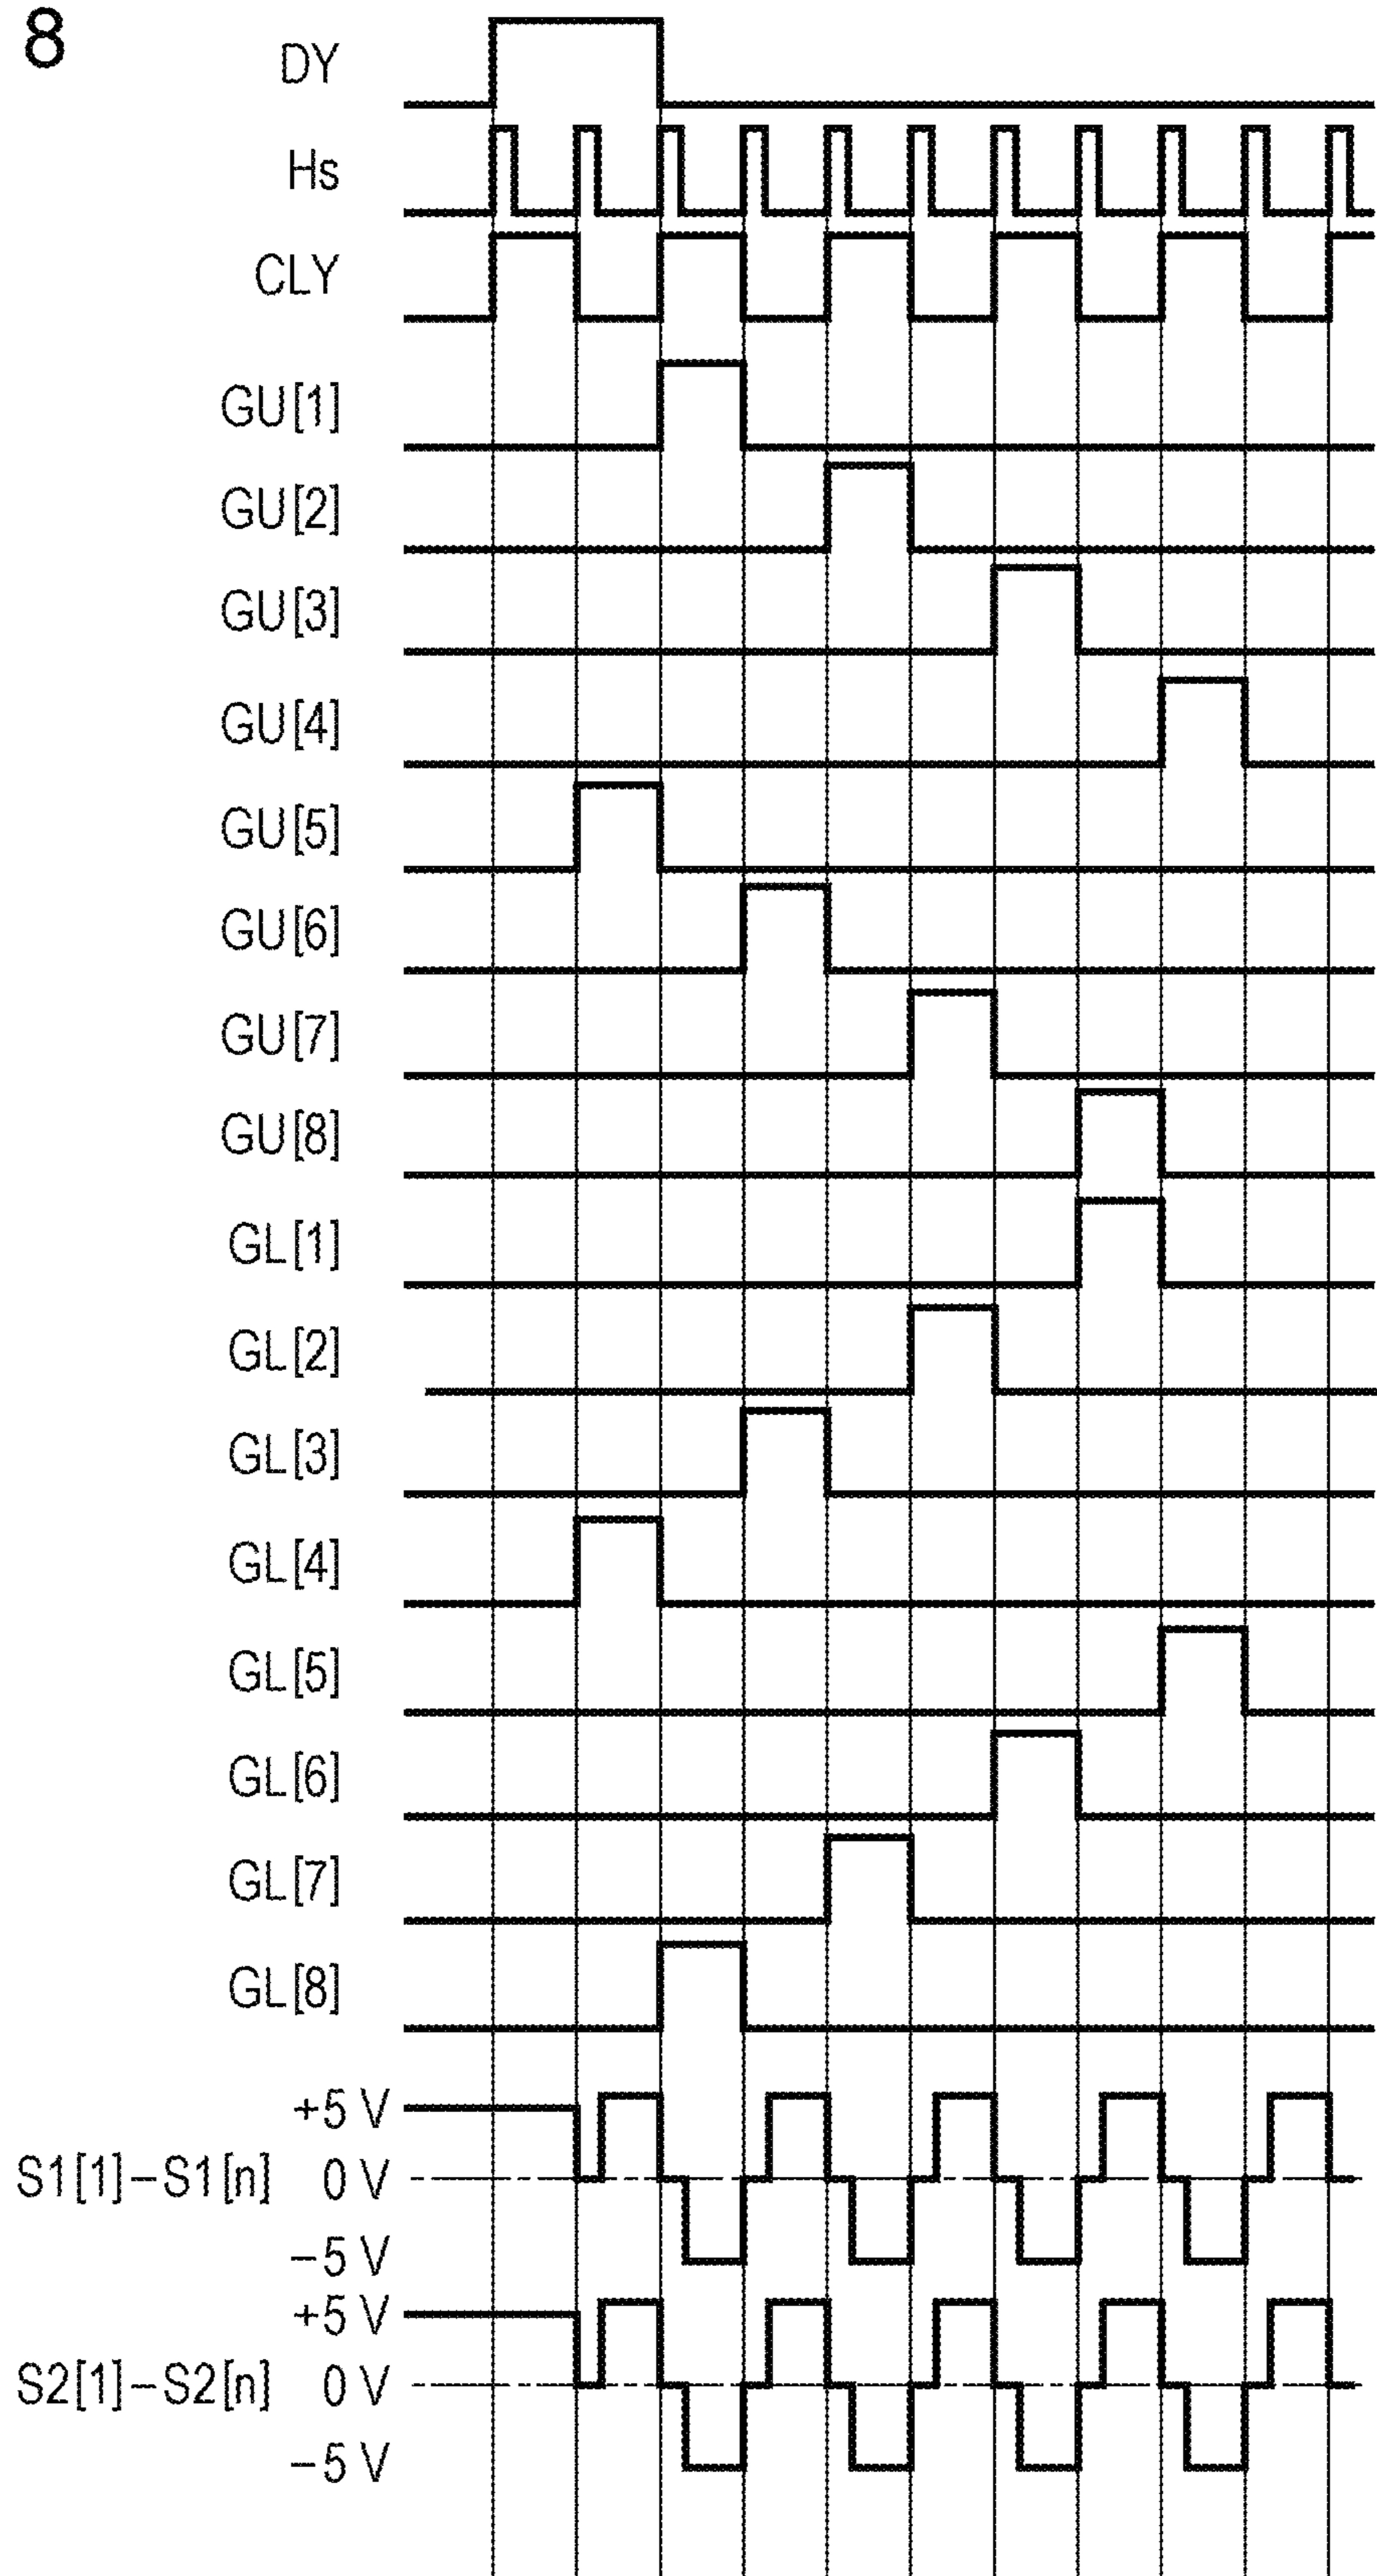 8
DY
Hs
CLY
GU[1]
GU[2]
GU[3]
GU[4]
GU[5]
GU[6]
GU[7]
GU[8]
GL[1]
GL[2]
GL[3]
GL[4]
GL[5]
GL[6]
GL[7]
GL[8]
+5 V
S1[1]–S1[n] 0 V
–5 V
+5 V
S2[1]–S2[n] 0 V
–5 V